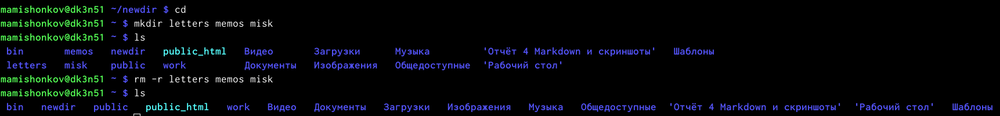 mamishonkov@dk3n51 ~/newdir $ cd
mamishonkov@dk3n51 ~ $ mkdir letters memos misk
mamishonkov@dk3n51 ~ $ ls
bin       memos   newdir   public_html   Видео       Загрузки      Музыка         'Отчёт 4 Markdown и скриншоты'   Шаблоны
letters   misk    public   work          Документы   Изображения   Общедоступные  'Рабочий стол'
mamishonkov@dk3n51 ~ $ rm -r letters memos misk
mamishonkov@dk3n51 ~ $ ls
bin   newdir   public   public_html   work   Видео   Документы   Загрузки   Изображения   Музыка   Общедоступные  'Отчёт 4 Markdown и скриншоты'  'Рабочий стол'   Шаблоны